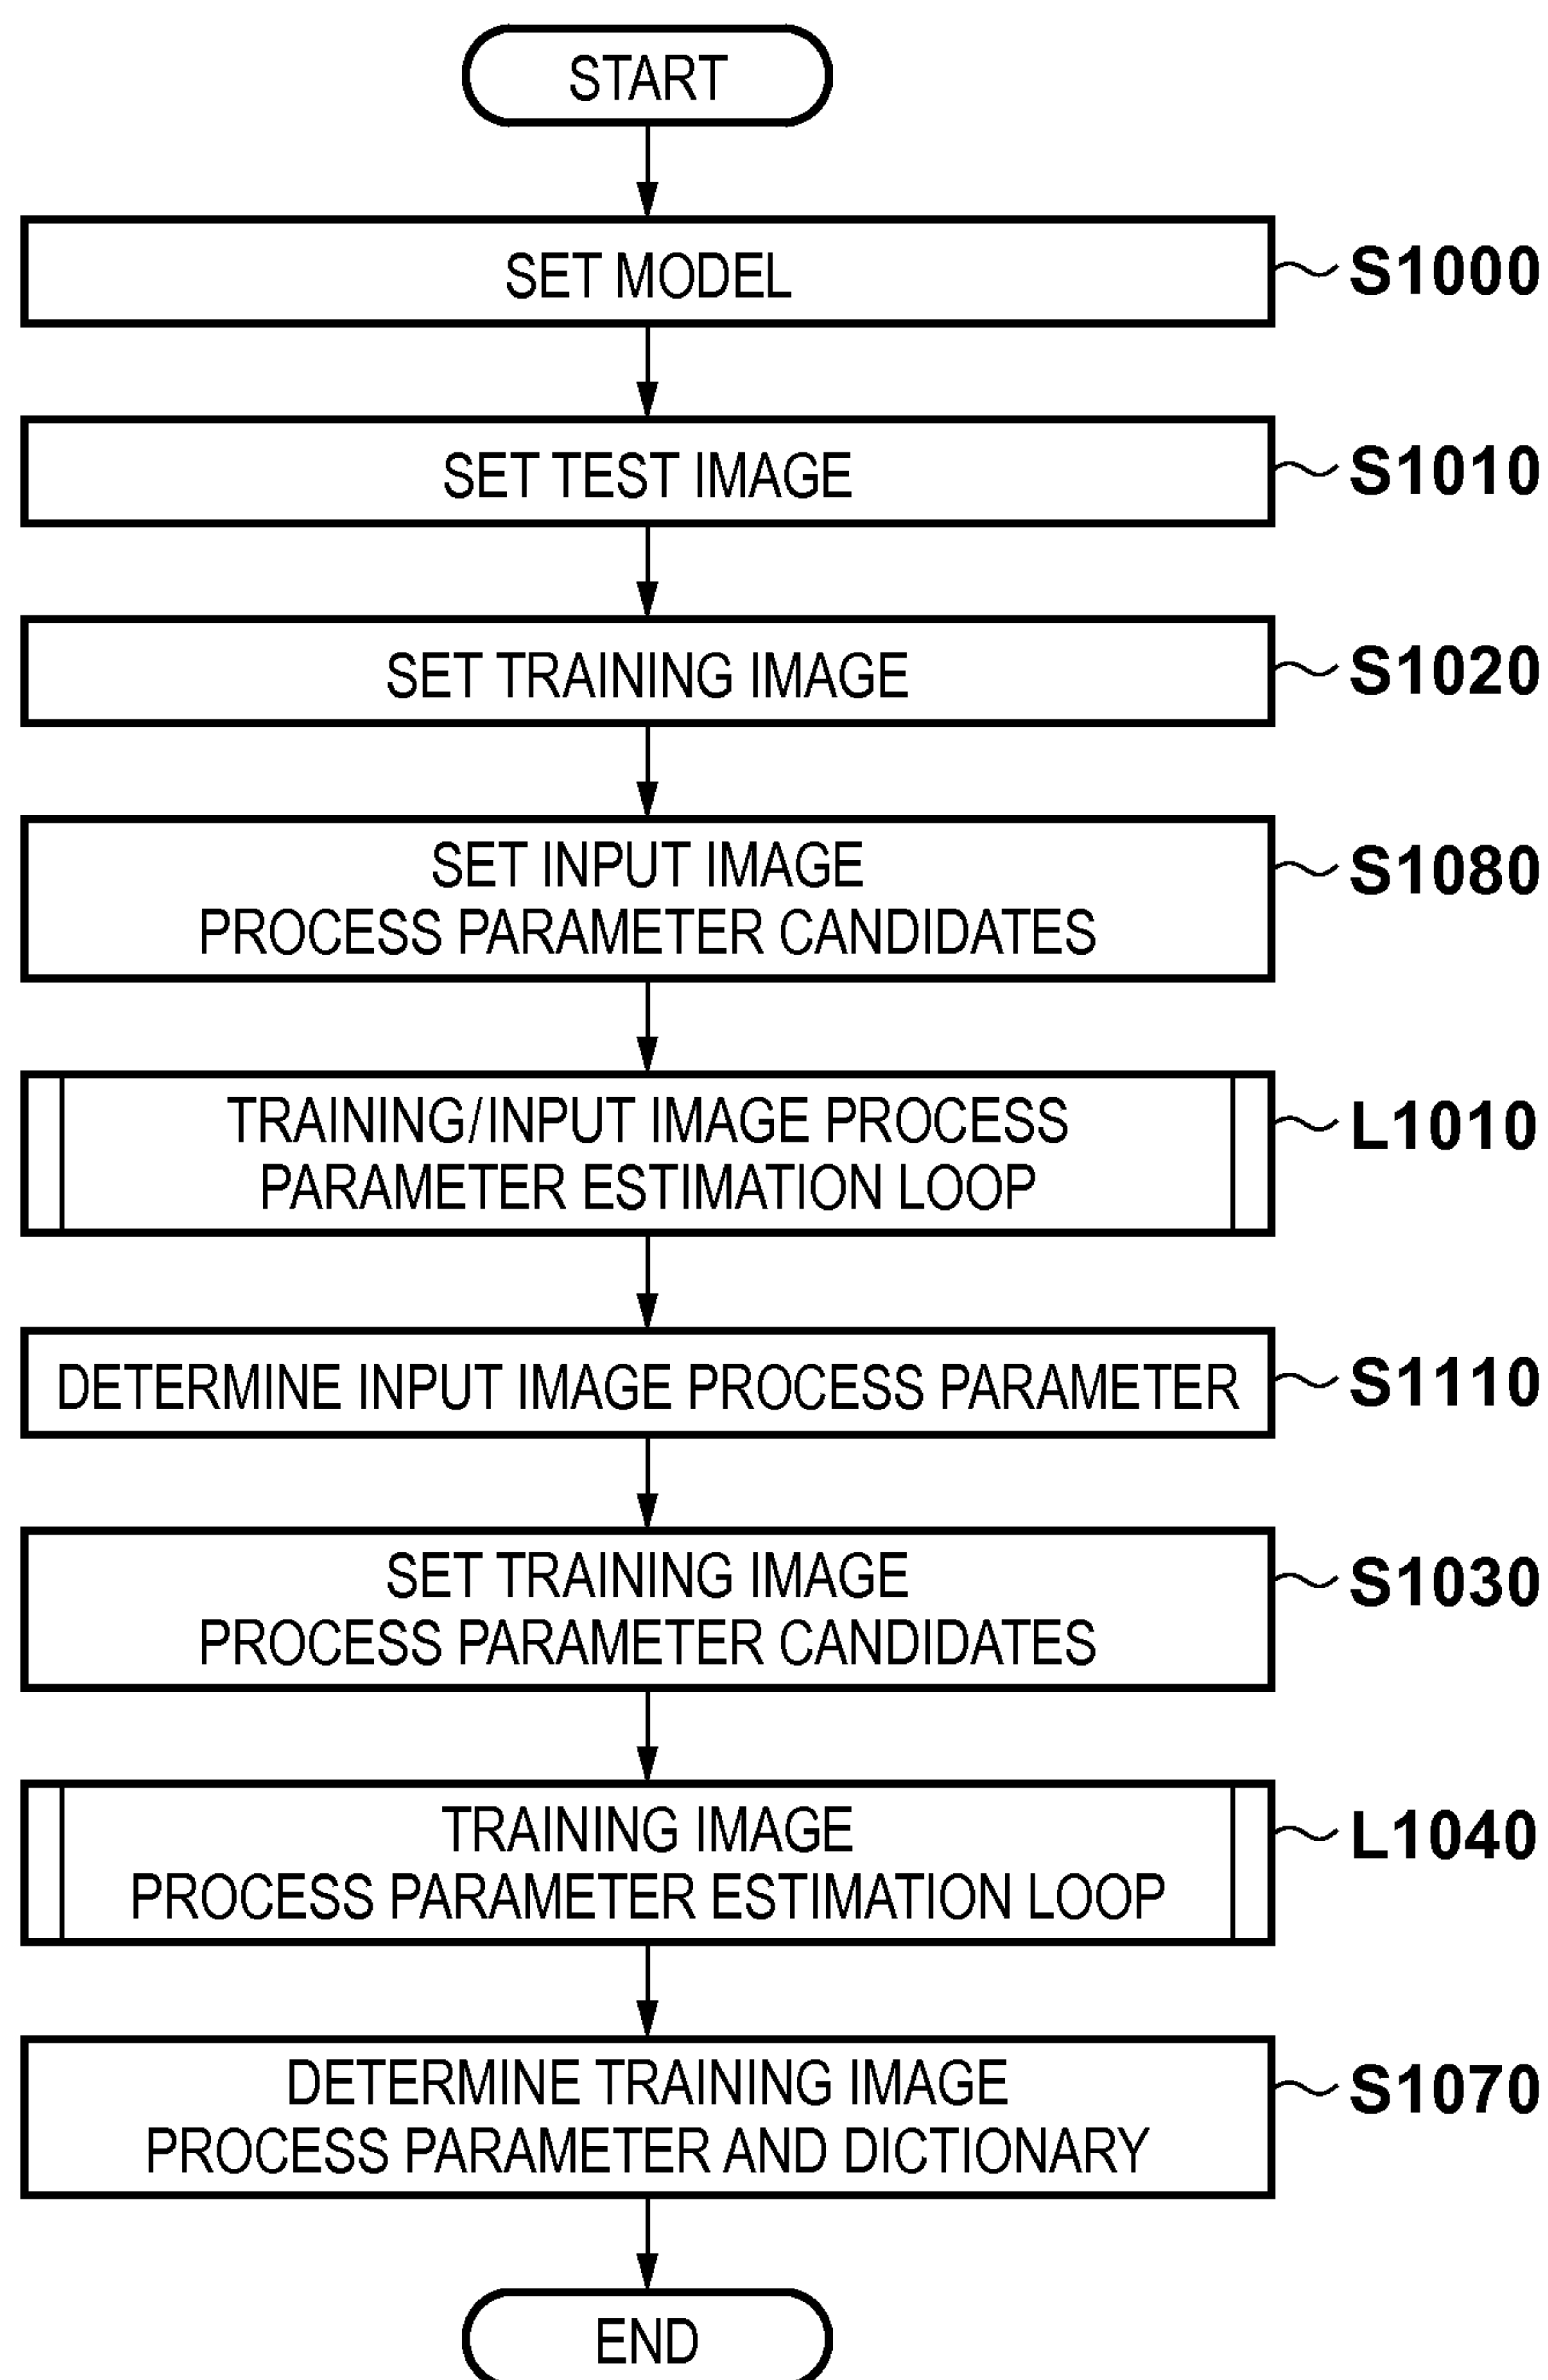 START
SET MODEL
S1000
SET TEST IMAGE
S1010
SET TRAINING IMAGE
S1020
SET INPUT IMAGE
PROCESS PARAMETER CANDIDATES
S1080
TRAINING/INPUT IMAGE PROCESS
PARAMETER ESTIMATION LOOP
L1010
DETERMINE INPUT IMAGE PROCESS PARAMETER
S1110
SET TRAINING IMAGE
PROCESS PARAMETER CANDIDATES
S1030
TRAINING IMAGE
PROCESS PARAMETER ESTIMATION LOOP
L1040
DETERMINE TRAINING IMAGE
PROCESS PARAMETER AND DICTIONARY
S1070
END